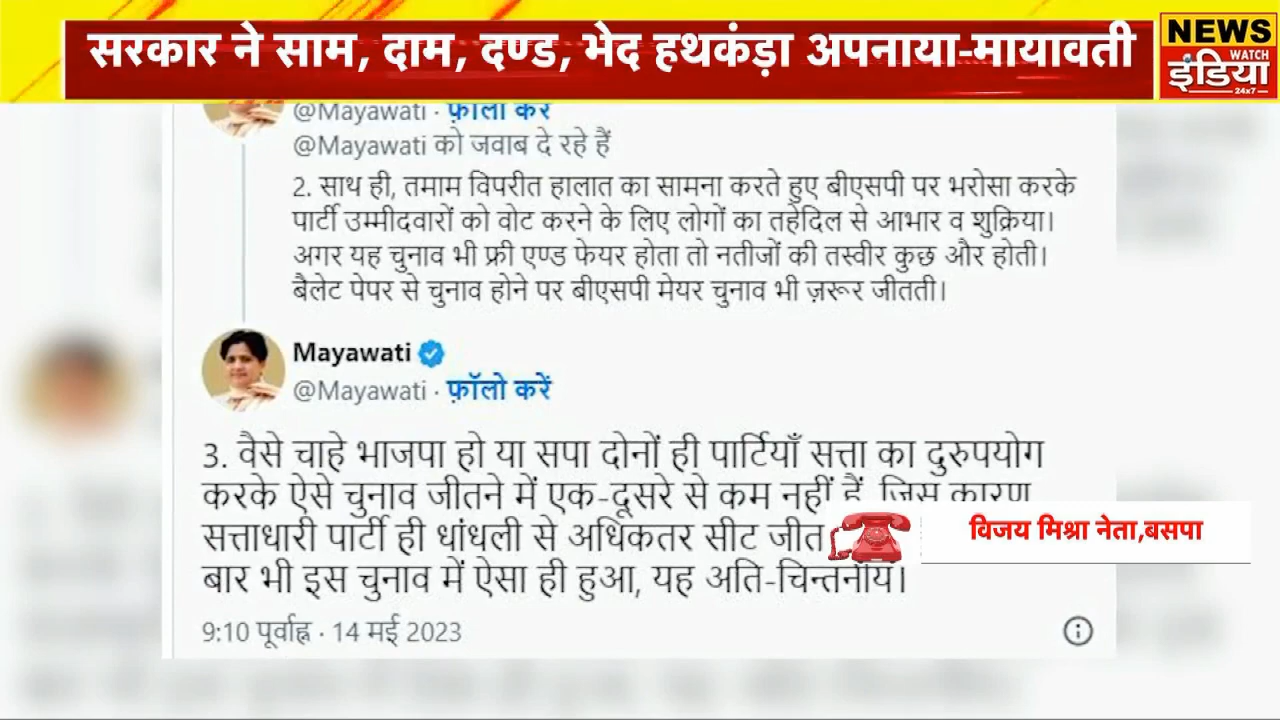 सरकार ने साम, दाम, दण्ड, भेद हथकंड़ा अपनाया-मायावती
NEWS
WATCH
इंडिया
24x7
@Mayawati · फ़ॉलो करें
@Mayawati को जवाब दे रहे हैं
2. साथ ही, तमाम विपरीत हालात का सामना करते हुए बीएसपी पर भरोसा करके
पार्टी उम्मीदवारों को वोट करने के लिए लोगों का तहेदिल से आभार व शुक्रिया।
अगर यह चुनाव भी फ्री एण्ड फेयर होता तो नतीजों की तस्वीर कुछ और होती।
बैलेट पेपर से चुनाव होने पर बीएसपी मेयर चुनाव भी ज़रूर जीतती।
Mayawati
@Mayawati · फ़ॉलो करें
3. वैसे चाहे भाजपा हो या सपा दोनों ही पार्टियाँ सत्ता का दुरुपयोग
करके ऐसे चुनाव जीतने में एक-दूसरे से कम नहीं हैं, जिस कारण
सत्ताधारी पार्टी ही धांधली से अधिकतर सीट जीत
विजय मिश्रा नेता,बसपा
बार भी इस चुनाव में ऐसा ही हुआ, यह अति-चिन्तनीय।
9:10 पूर्वाह्न · 14 मई 2023